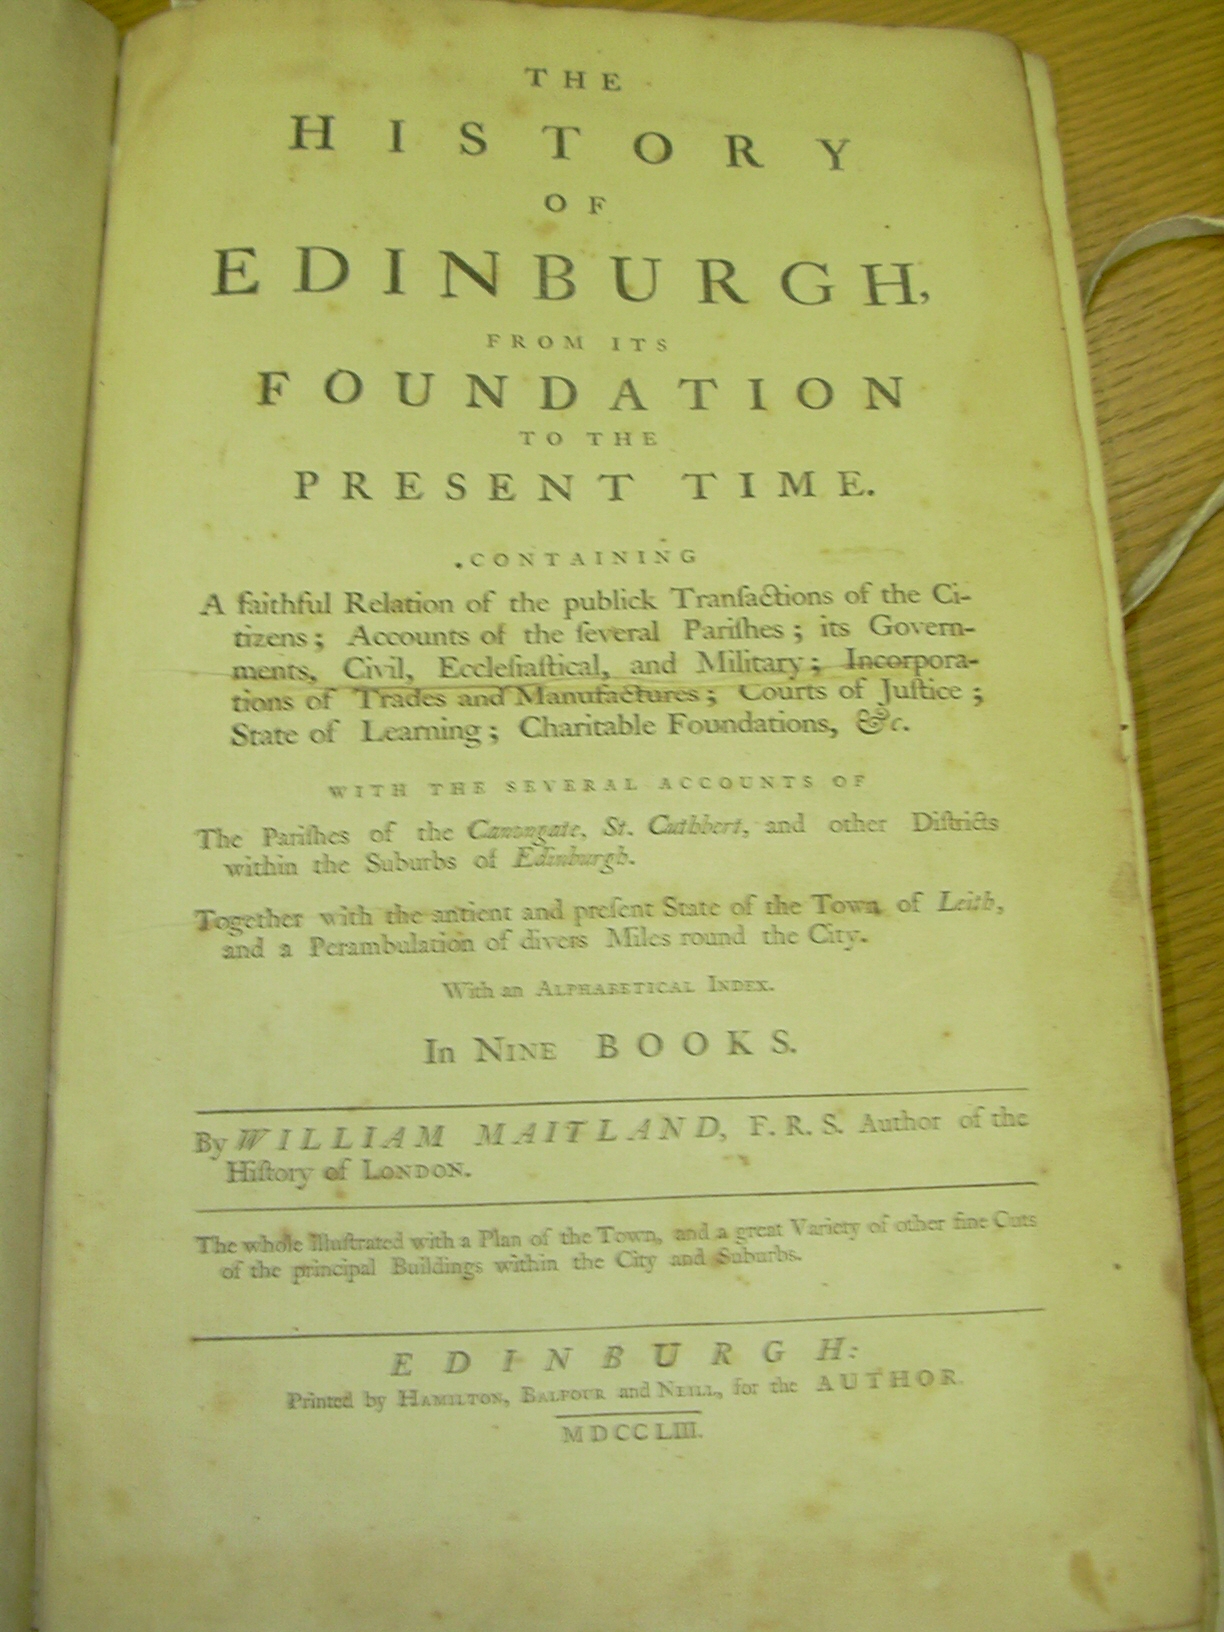 THE
HISTORY
OF
EDINBURGH,
FROM ITS
FOUNDATION
TO THE
PRESENT TIME.
CONTAINING
A faithful Relation of the publick Tranſactions of the Ci-
tizens; Accounts of the ſeveral Pariſhes; its Govern-
ments, Civil, Eccleſiaſtical, and Military; Incorpora-
tions of Trades and Manufactures; Courts of Juſtice;
State of Learning; Charitable Foundations, &c.
WITH THE SEVERAL ACCOUNTS OF
The Pariſhes of the Canongate, St. Cuthbert, and other Diſtricts
within the Suburbs of Edinburgh.
Together with the antient and preſent State of the Town of Leith,
and a Perambulation of divers Miles round the City.
With an ALPHABETICAL INDEX.
In NINE BOOKS.
By WILLIAM MAITLAND, F. R. S. Author of the
Hiſtory of LONDON.
The whole Illuſtrated with a Plan of the Town, and a great Variety of other fine Cuts
of the principal Buildings within the City and Suburbs.
EDINBURGH:
Printed by HAMILTON, BALFOUR and NEILL, for the AUTHOR.
MDCCLIII.